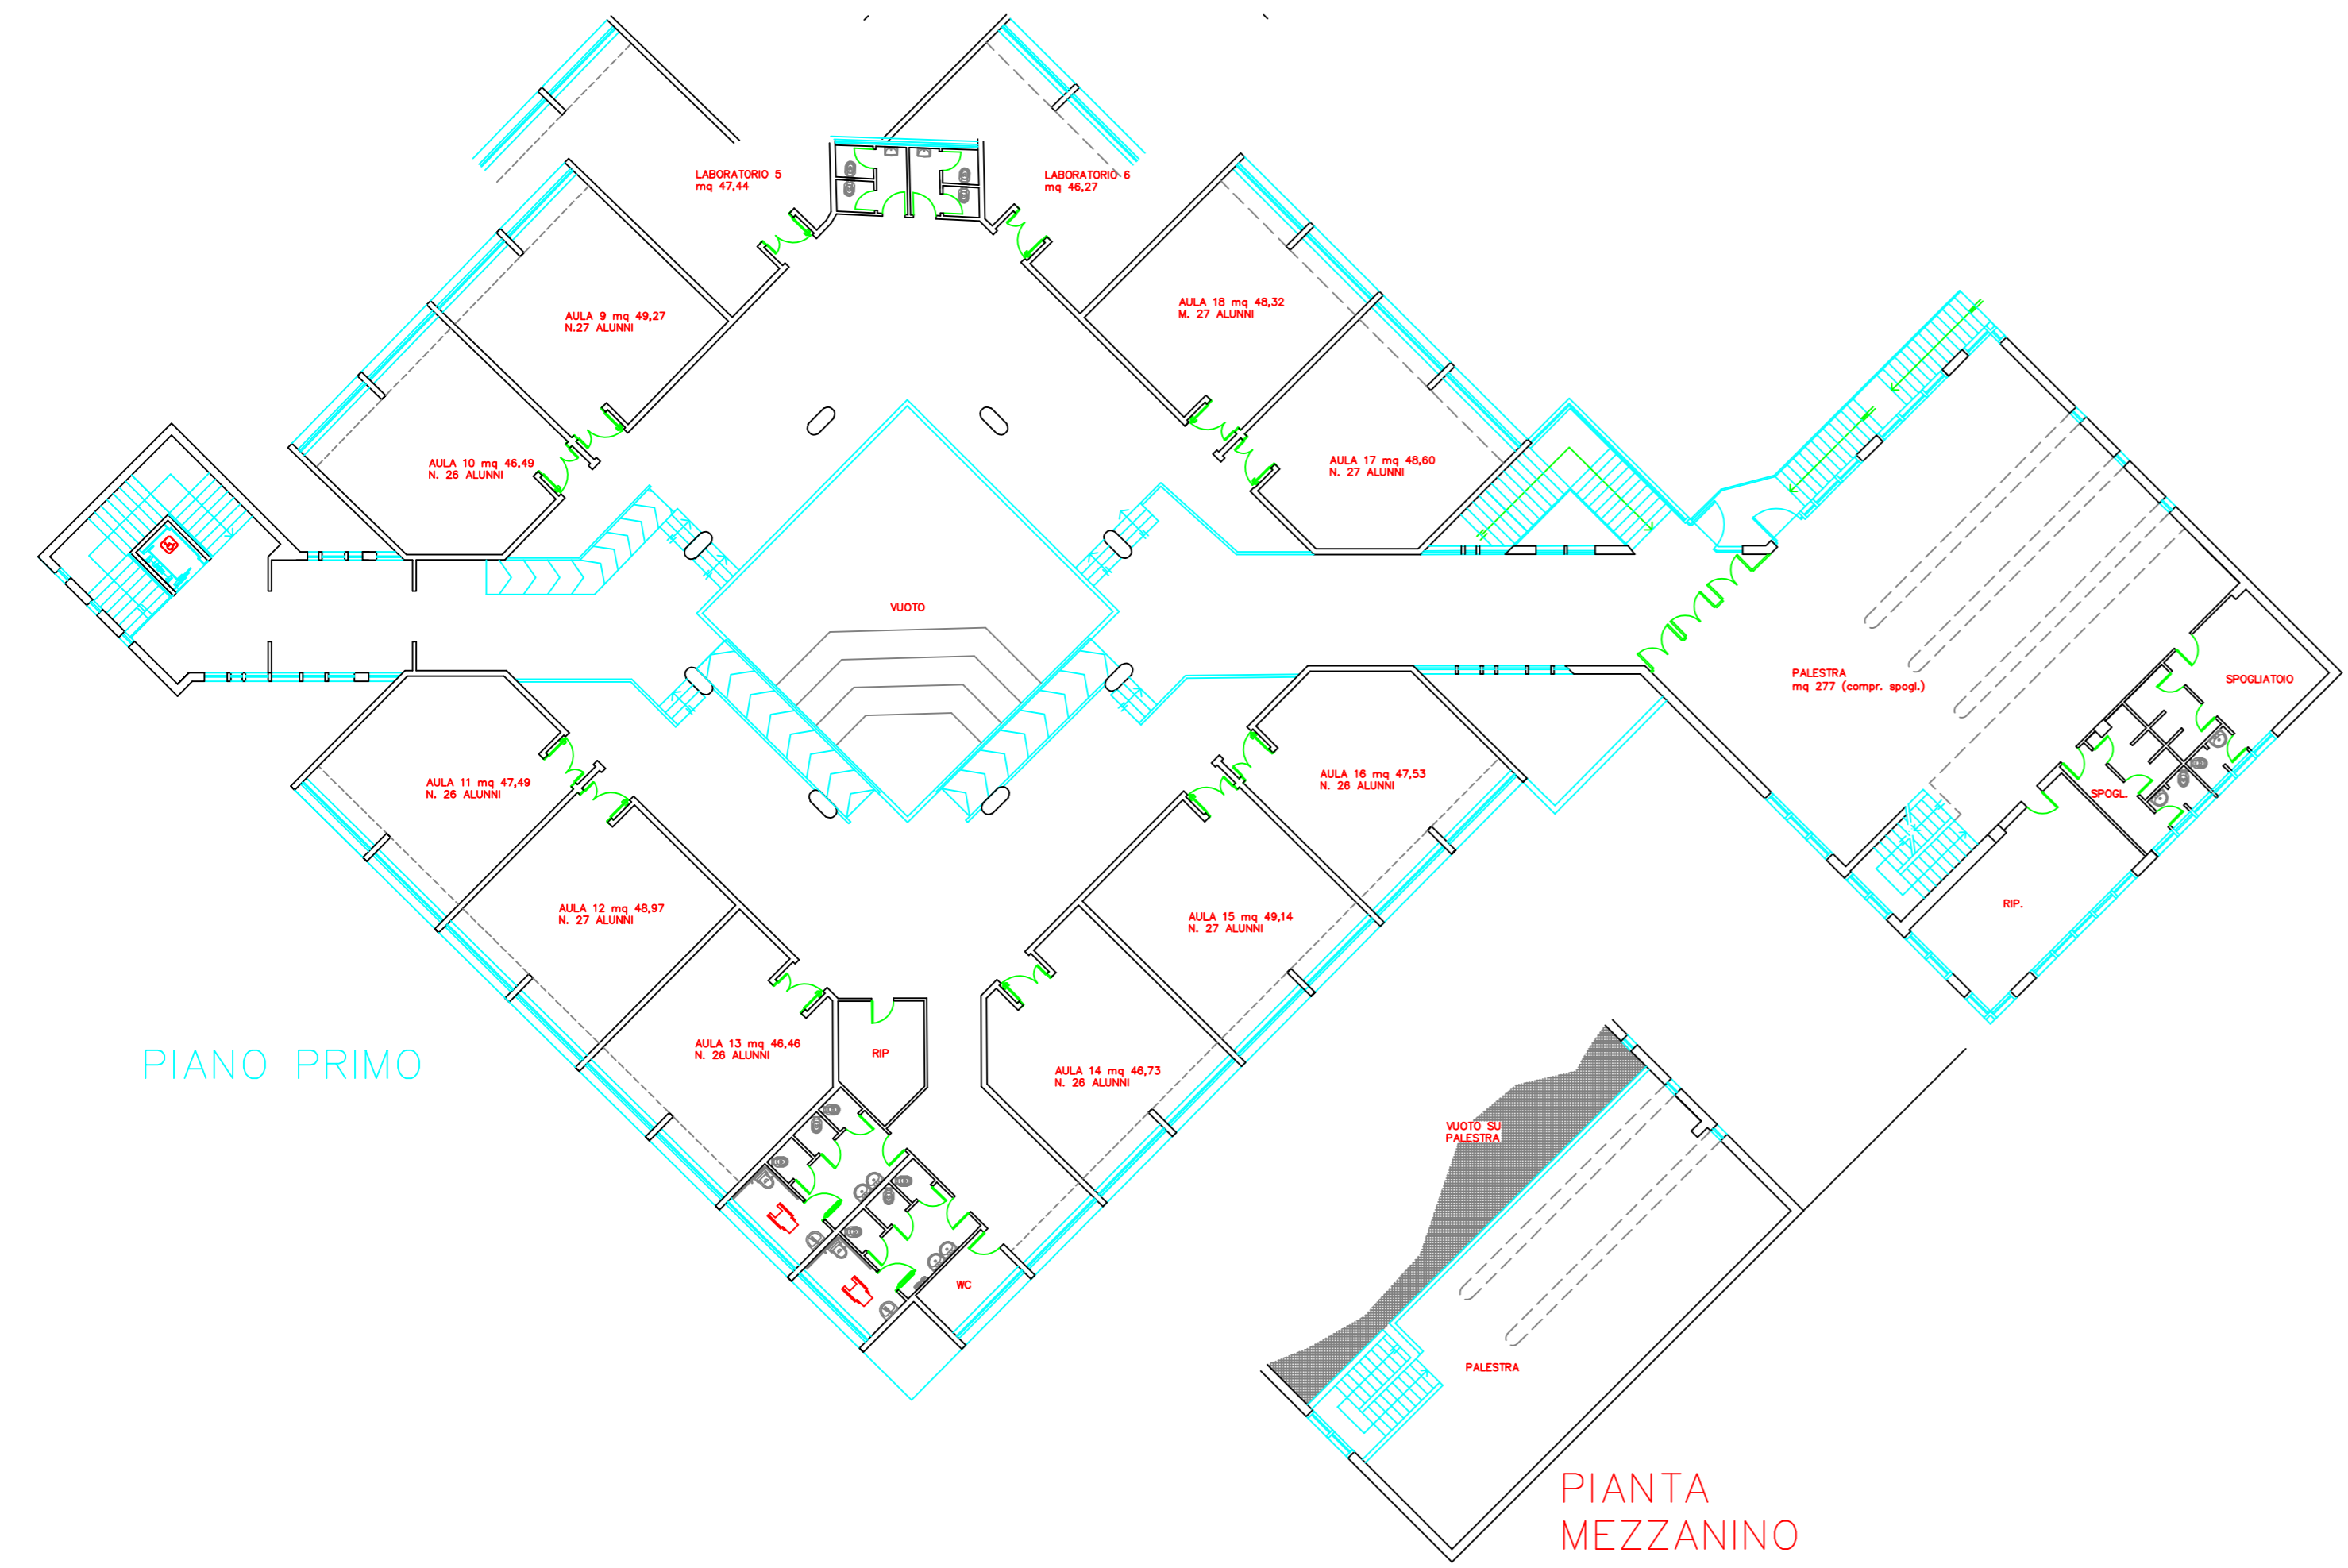 LABORATORIO 5
mq 47,44
LABORATORIO 6
mq 46,27
AULA 9 mq 49,27
N.27 ALUNNI
AULA 18 mq 48,32
M. 27 ALUNNI
AULA 10 mq 46,49
N. 26 ALUNNI
AULA 17 mq 48,60
N. 27 ALUNNI
VUOTO
PALESTRA
mq 277 (compr. spogl.)
SPOGLIATOIO
AULA 11 mq 47,49
N. 26 ALUNNI
AULA 16 mq 47,53
N. 26 ALUNNI
SPOGL.
AULA 12 mq 48,97
N. 27 ALUNNI
AULA 15 mq 49,14
N. 27 ALUNNI
RIP.
AULA 13 mq 46,46
N. 26 ALUNNI
RIP
AULA 14 mq 46,73
N. 26 ALUNNI
PIANO PRIMO
VUOTO SU
PALESTRA
WC
PALESTRA
PIANTA
MEZZANINO